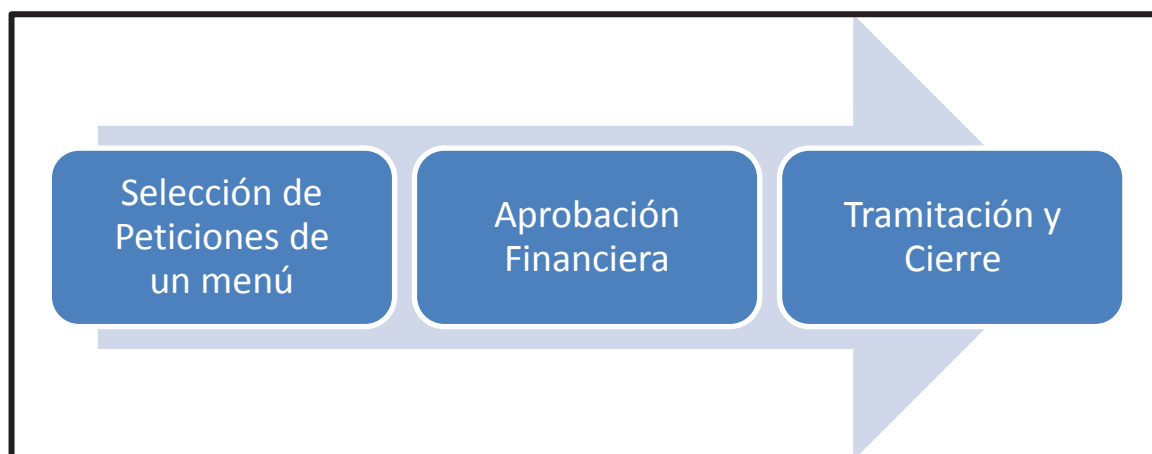 Selección de
Peticiones de
un menú
Aprobación
Financiera
Tramitación y
Cierre